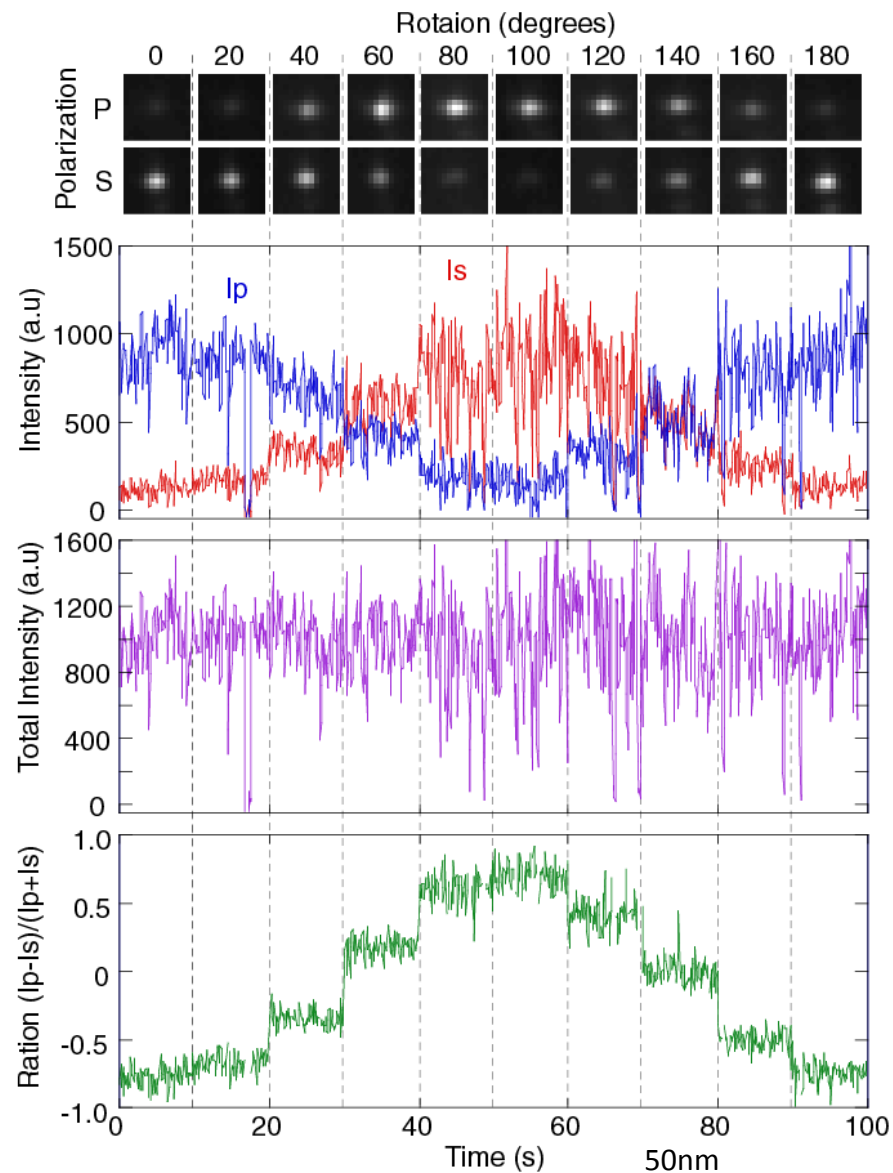 Rotaion (degrees)
0 20 40 60 80 100 120 140 160 180
Polarization
P
S
Intensity (a.u)
1500
1000
500
0
Ip
Is
Total Intensity (a.u)
1600
1200
800
400
0
Ration (Ip-Is)/(Ip+Is)
1.0
0.5
0
-0.5
-1.0
0 20 40 60 80 100
Time (s)
50nm